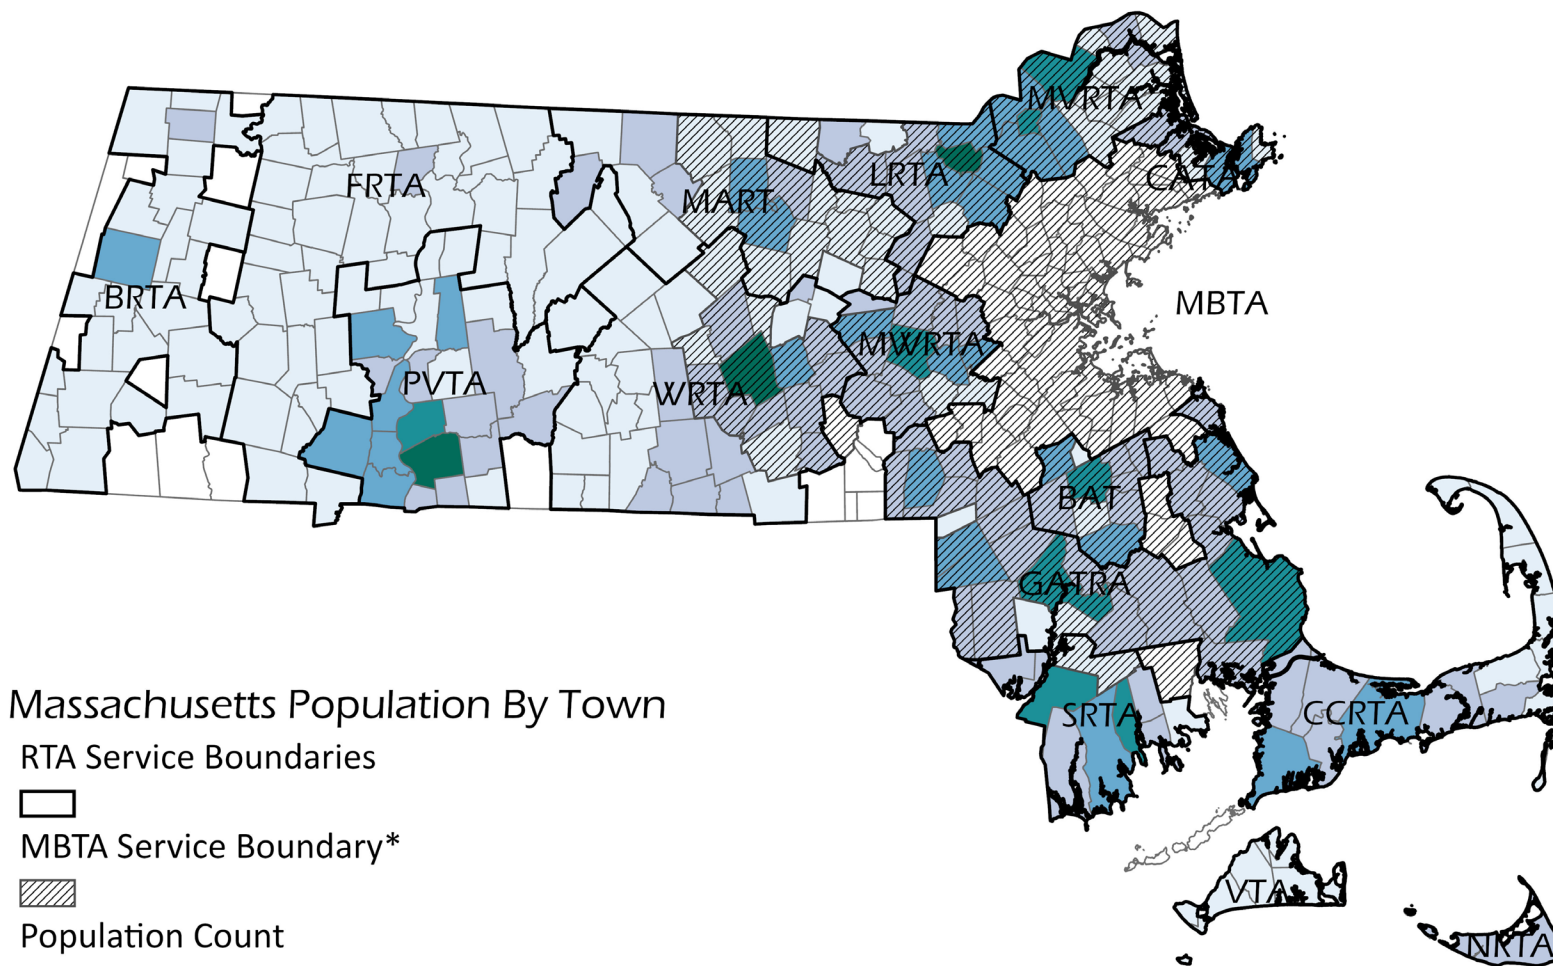 MVRTA
FRTA
MART
LRTA
CATA
BRTA
MBTA
PVTA
WRTA
MWRTA
BAT
GATRA
SRTA
CCRTA
VTA
NRTA
Massachusetts Population By Town
RTA Service Boundaries
MBTA Service Boundary*
Population Count